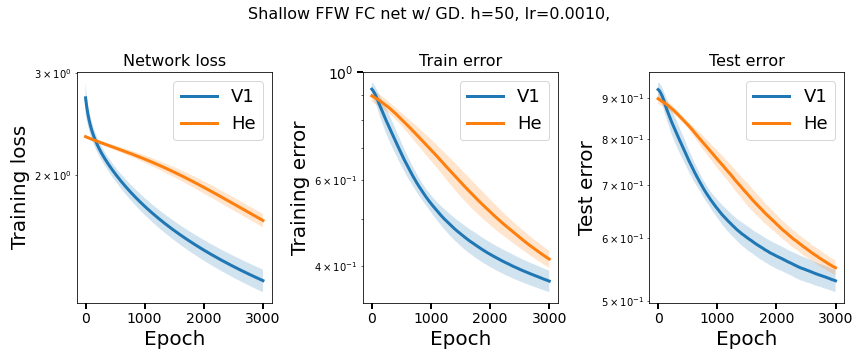 Shallow FFW FC net w/ GD. h=50, lr=0.0010,
Network loss
Training loss
3 × 10⁰
2 × 10⁰
V1
He
0 1000 2000 3000
Epoch
Train error
Training error
10⁰
6 × 10⁻¹
4 × 10⁻¹
V1
He
0 1000 2000 3000
Epoch
Test error
Test error
9 × 10⁻¹
8 × 10⁻¹
7 × 10⁻¹
6 × 10⁻¹
5 × 10⁻¹
V1
He
0 1000 2000 3000
Epoch